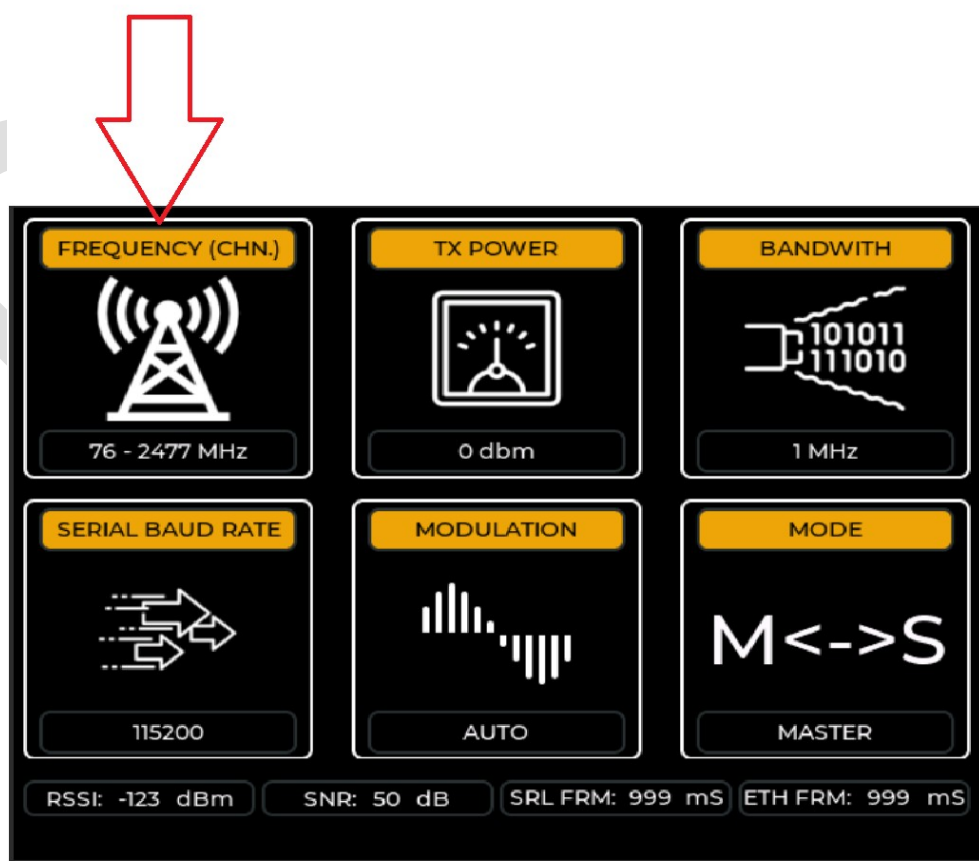 FREQUENCY (CHN.)
TX POWER
BANDWITH
101011
111010
76 - 2477 MHz
0 dbm
1 MHz
SERIAL BAUD RATE
MODULATION
MODE
M<->S
115200
AUTO
MASTER
RSSI: -123 dBm
SNR: 50 dB
SRL FRM: 999 mS
ETH FRM: 999 mS